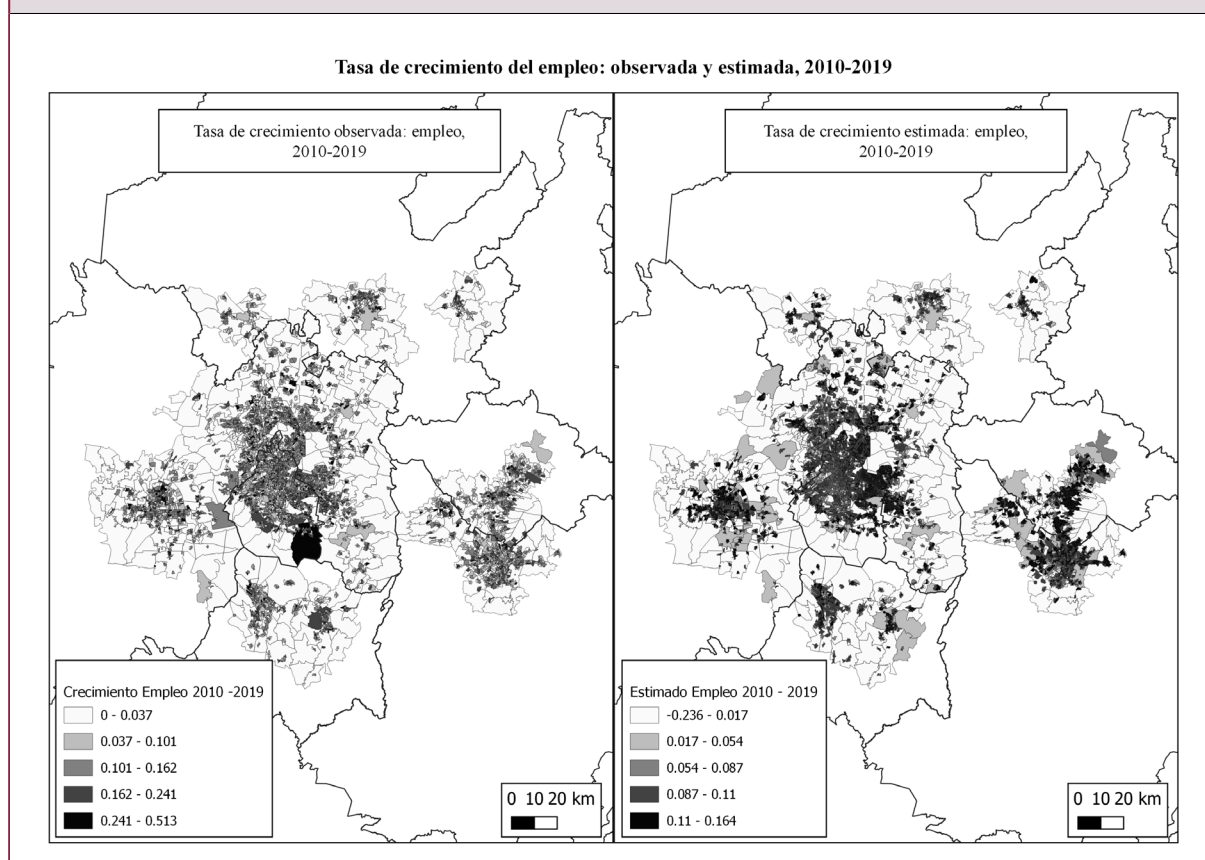 Tasa de crecimiento del empleo: observada y estimada, 2010-2019
Tasa de crecimiento observada: empleo,
2010-2019
Crecimiento Empleo 2010 -2019
0 - 0.037
0.037 - 0.101
0.101 - 0.162
0.162 - 0.241
0.241 - 0.513
0 10 20 km
Tasa de crecimiento estimada: empleo,
2010-2019
Estimado Empleo 2010 - 2019
-0.236 - 0.017
0.017 - 0.054
0.054 - 0.087
0.087 - 0.11
0.11 - 0.164
0 10 20 km